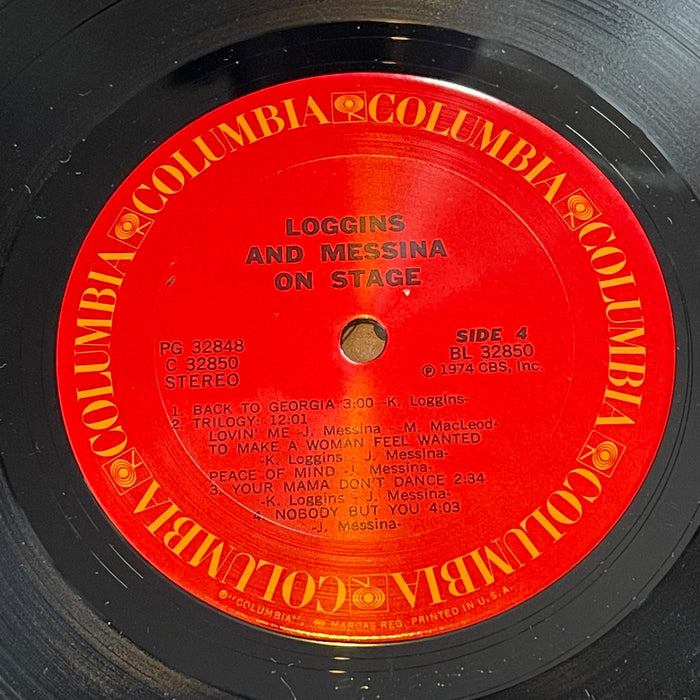 COLUMBIA COLUMBIA COLUMBIA COLUMBIA COLUMBIA COLUMBIA COLUMBIA
LOGGINS
AND MESSINA
ON STAGE
PG 32848
C 32850
STEREO
SIDE 4
BL 32850
℗ 1974 CBS, Inc.
1. BACK TO GEORGIA 3:00 -K. Loggins-
2. TRILOGY: 12:01
LOVIN' ME -J. Messina - M. MacLeod-
TO MAKE A WOMAN FEEL WANTED
-K. Loggins - J. Messina-
PEACE OF MIND -J. Messina-
3. YOUR MAMA DON'T DANCE 2:34
-K. Loggins - J. Messina-
4. NOBODY BUT YOU 4:03
-J. Messina-
®"COLUMBIA", MARCAS REG. PRINTED IN U.S.A.